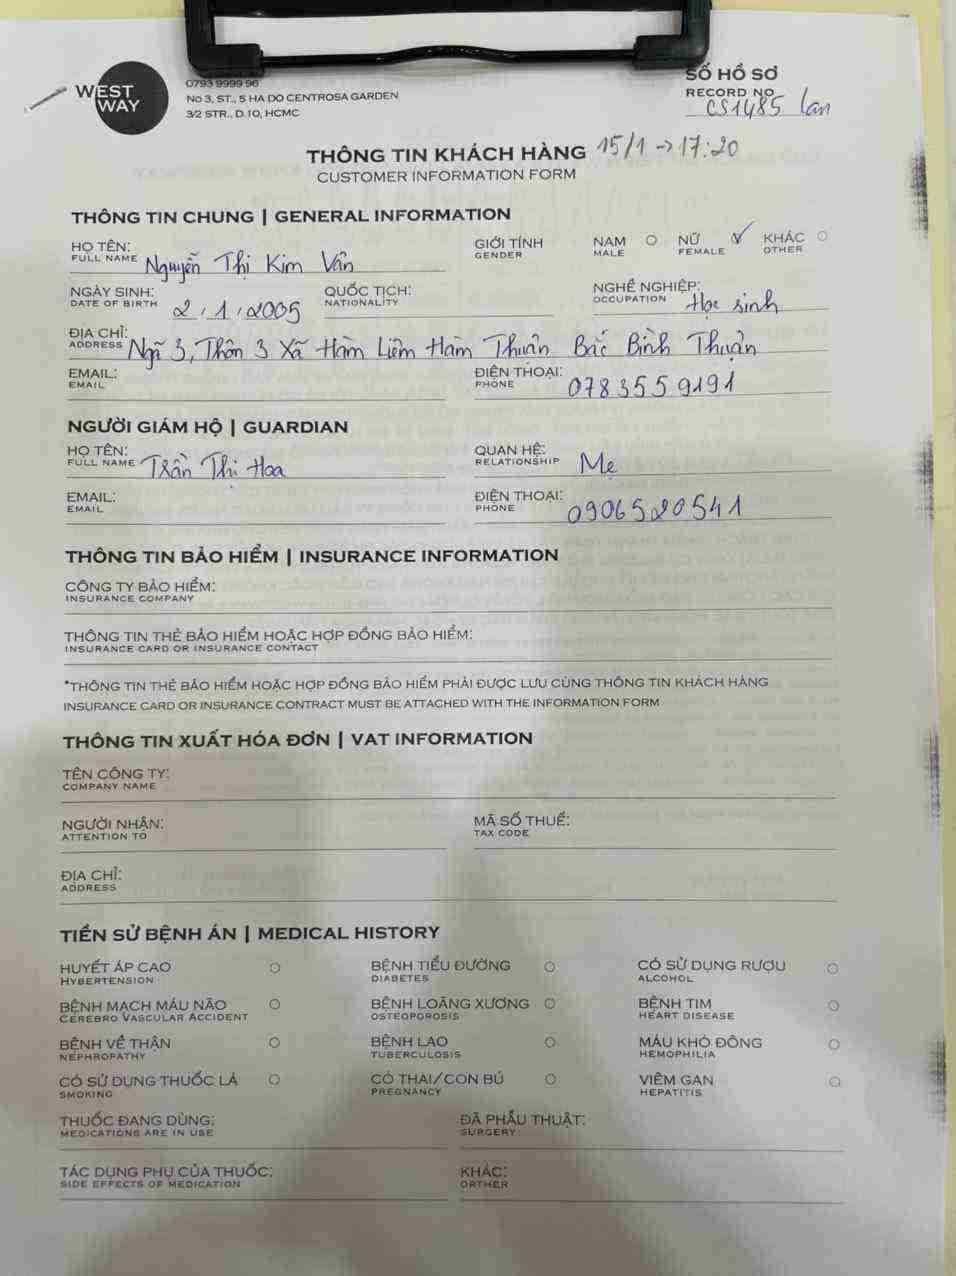 WEST WAY
0793 9999 96
No 3, ST., 5 HA DO CENTROSA GARDEN
3/2 STR., D.10, HCMC
SỐ HỒ SƠ
RECORD NO CS1485 Lan
THÔNG TIN KHÁCH HÀNG 15/1 → 17:20
CUSTOMER INFORMATION FORM
THÔNG TIN CHUNG | GENERAL INFORMATION
HỌ TÊN: GIỚI TÍNH NAM NỮ ✓ KHÁC
FULL NAME Nguyễn Thị Kim Vân GENDER MALE FEMALE OTHER
NGÀY SINH: QUỐC TỊCH: NGHỀ NGHIỆP:
DATE OF BIRTH 2.1.2005 NATIONALITY OCCUPATION Học sinh
ĐỊA CHỈ:
ADDRESS Ngã 3, Thôn 3 Xã Hàm Liêm Hàm Thuận Bắc Bình Thuận
EMAIL: ĐIỆN THOẠI:
EMAIL PHONE 0783559191
NGƯỜI GIÁM HỘ | GUARDIAN
HỌ TÊN: QUAN HỆ:
FULL NAME Trần Thị Hoa RELATIONSHIP Mẹ
EMAIL: ĐIỆN THOẠI:
EMAIL PHONE 0906520541
THÔNG TIN BẢO HIỂM | INSURANCE INFORMATION
CÔNG TY BẢO HIỂM:
INSURANCE COMPANY
THÔNG TIN THẺ BẢO HIỂM HOẶC HỢP ĐỒNG BẢO HIỂM:
INSURANCE CARD OR INSURANCE CONTACT
*THÔNG TIN THẺ BẢO HIỂM HOẶC HỢP ĐỒNG BẢO HIỂM PHẢI ĐƯỢC LƯU CÙNG THÔNG TIN KHÁCH HÀNG
INSURANCE CARD OR INSURANCE CONTRACT MUST BE ATTACHED WITH THE INFORMATION FORM
THÔNG TIN XUẤT HÓA ĐƠN | VAT INFORMATION
TÊN CÔNG TY:
COMPANY NAME
NGƯỜI NHẬN: MÃ SỐ THUẾ:
ATTENTION TO TAX CODE
ĐỊA CHỈ:
ADDRESS
TIỀN SỬ BỆNH ÁN | MEDICAL HISTORY
HUYẾT ÁP CAO BỆNH TIỂU ĐƯỜNG CÓ SỬ DỤNG RƯỢU
HYBERTENSION DIABETES ALCOHOL
BỆNH MẠCH MÁU NÃO BỆNH LOÃNG XƯƠNG BỆNH TIM
CEREBRO VASCULAR ACCIDENT OSTEOPOROSIS HEART DISEASE
BỆNH VỀ THẬN BỆNH LAO MÁU KHÓ ĐÔNG
NEPHROPATHY TUBERCULOSIS HEMOPHILIA
CÓ SỬ DỤNG THUỐC LÁ CÓ THAI/CON BÚ VIÊM GAN
SMOKING PREGNANCY HEPATITIS
THUỐC ĐANG DÙNG: ĐÃ PHẪU THUẬT:
MEDICATIONS ARE IN USE SURGERY
TÁC DỤNG PHỤ CỦA THUỐC: KHÁC:
SIDE EFFECTS OF MEDICATION ORTHER